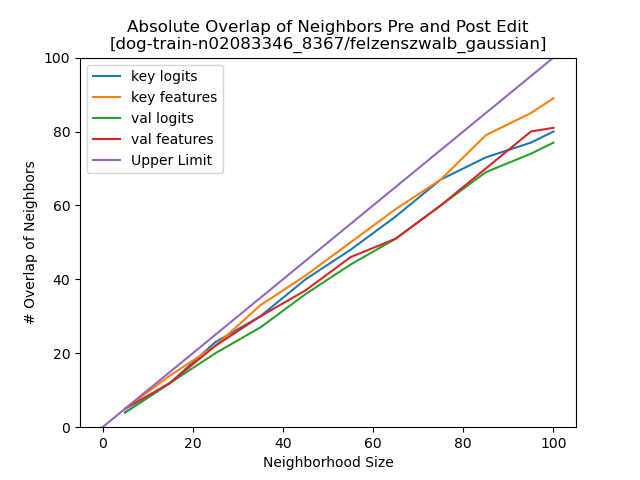 Absolute Overlap of Neighbors Pre and Post Edit
[dog-train-n02083346_8367/felzenszwalb_gaussian]
key logits
key features
val logits
val features
Upper Limit
# Overlap of Neighbors
100
80
60
40
20
0
0 20 40 60 80 100
Neighborhood Size